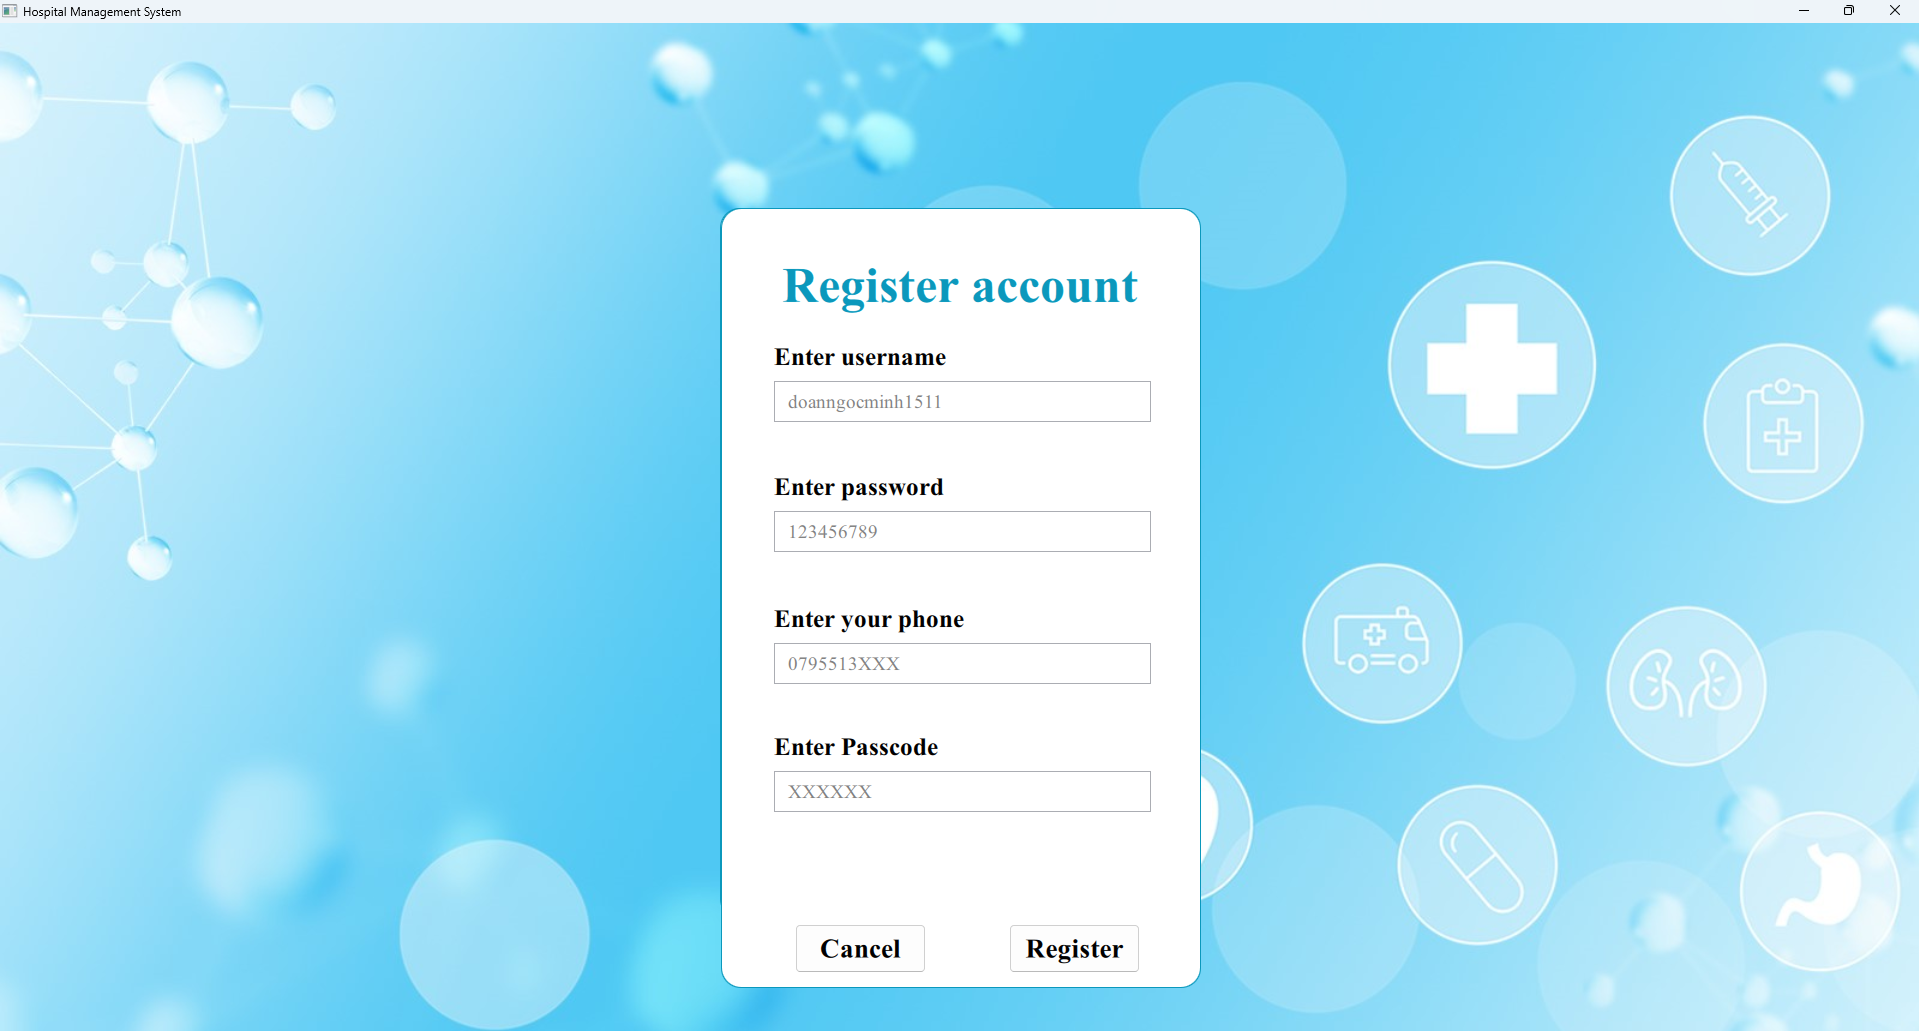 Hospital Management System
Register account
Enter username
doanngocminh1511
Enter password
123456789
Enter your phone
0795513XXX
Enter Passcode
XXXXXX
Cancel Register